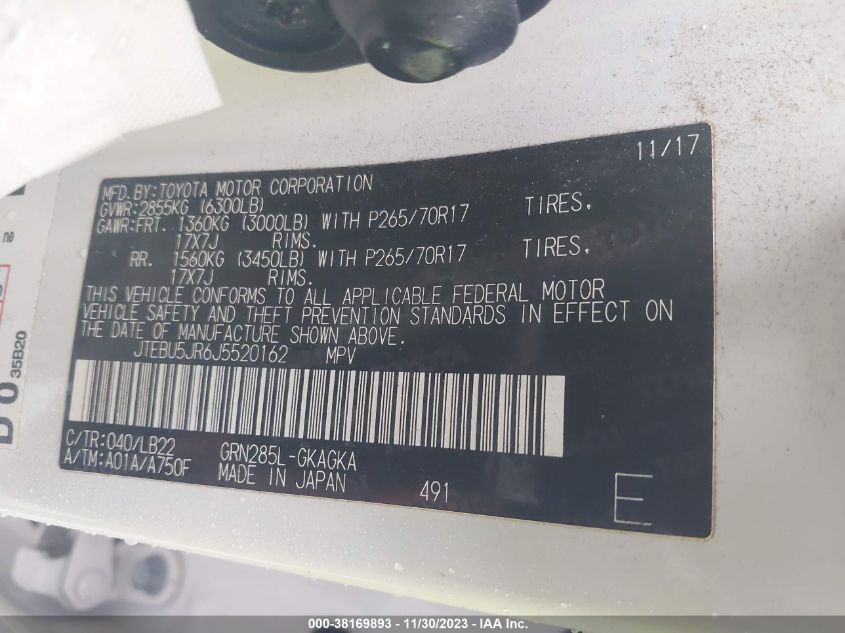 11/17
MFD. BY: TOYOTA MOTOR CORPORATION
GVWR: 2855KG (6300LB)
GAWR: FRT. 1360KG (3000LB) WITH P265/70R17 TIRES,
17X7J RIMS.
RR. 1560KG (3450LB) WITH P265/70R17 TIRES,
17X7J RIMS.
THIS VEHICLE CONFORMS TO ALL APPLICABLE FEDERAL MOTOR
VEHICLE SAFETY AND THEFT PREVENTION STANDARDS IN EFFECT ON
THE DATE OF MANUFACTURE SHOWN ABOVE.
JTEBU5JR6J5520162 MPV
C/TR: 040/LB22 GRN285L-GKAGKA
A/TM: A01A/A750F MADE IN JAPAN 491
E
35B20
000-38169893 - 11/30/2023 - IAA Inc.